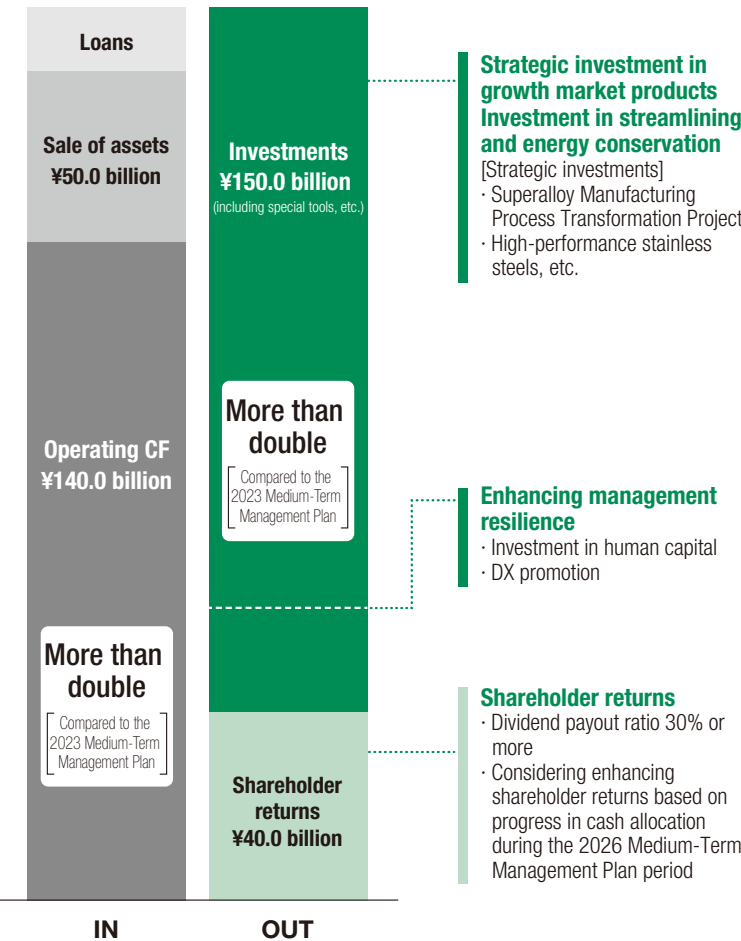 Loans
Sale of assets
¥50.0 billion
Operating CF
¥140.0 billion
More than
double
Compared to the
2023 Medium-Term
Management Plan
IN
Investments
¥150.0 billion
(including special tools, etc.)
More than
double
Compared to the
2023 Medium-Term
Management Plan
Shareholder
returns
¥40.0 billion
OUT
Strategic investment in
growth market products
Investment in streamlining
and energy conservation
[Strategic investments]
· Superalloy Manufacturing
Process Transformation Project
· High-performance stainless
steels, etc.
Enhancing management
resilience
· Investment in human capital
· DX promotion
Shareholder returns
· Dividend payout ratio 30% or
more
· Considering enhancing
shareholder returns based on
progress in cash allocation
during the 2026 Medium-Term
Management Plan period